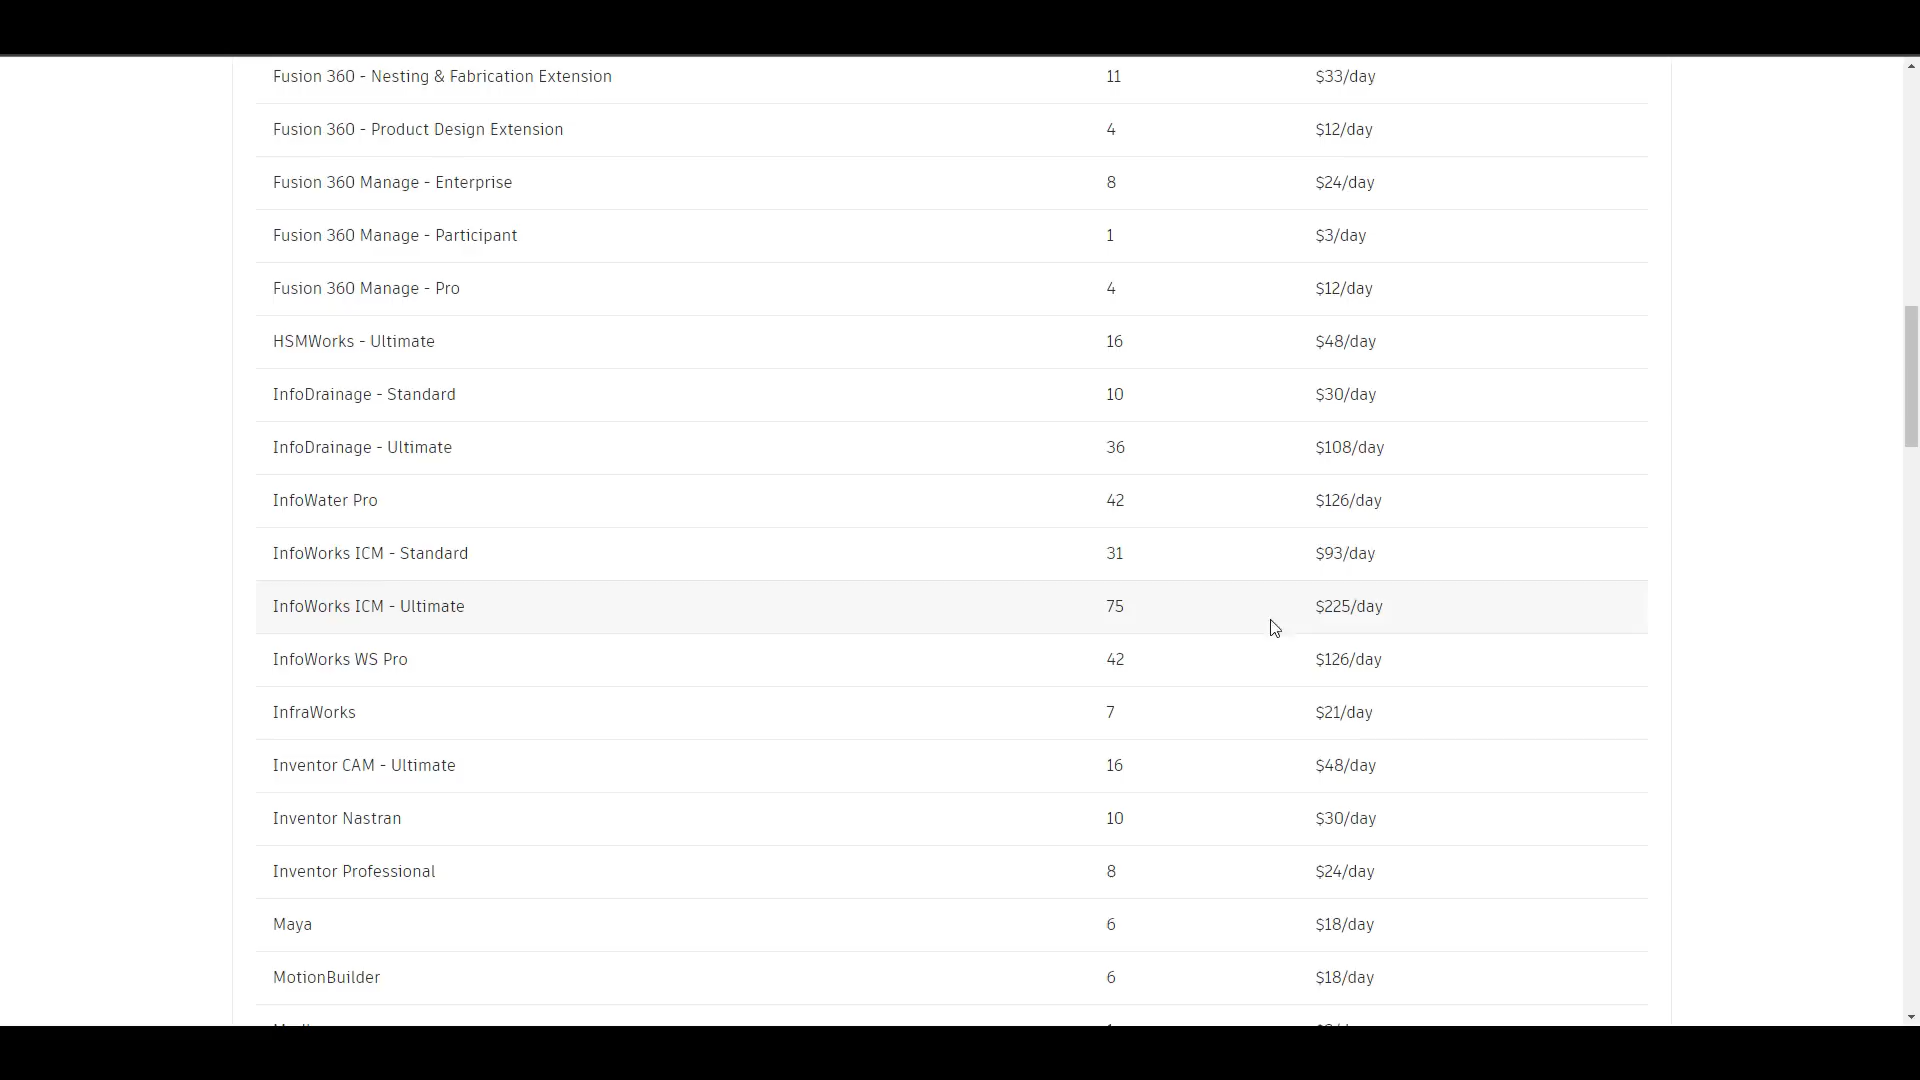 Fusion 360 - Nesting & Fabrication Extension 11 $33/day
Fusion 360 - Product Design Extension 4 $12/day
Fusion 360 Manage - Enterprise 8 $24/day
Fusion 360 Manage - Participant 1 $3/day
Fusion 360 Manage - Pro 4 $12/day
HSMWorks - Ultimate 16 $48/day
InfoDrainage - Standard 10 $30/day
InfoDrainage - Ultimate 36 $108/day
InfoWater Pro 42 $126/day
InfoWorks ICM - Standard 31 $93/day
InfoWorks ICM - Ultimate 75 $225/day
InfoWorks WS Pro 42 $126/day
InfraWorks 7 $21/day
Inventor CAM - Ultimate 16 $48/day
Inventor Nastran 10 $30/day
Inventor Professional 8 $24/day
Maya 6 $18/day
MotionBuilder 6 $18/day